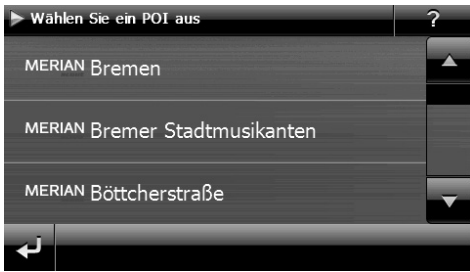 Wählen Sie ein POI aus ?
MERIAN Bremen
MERIAN Bremer Stadtmusikanten
MERIAN Böttcherstraße